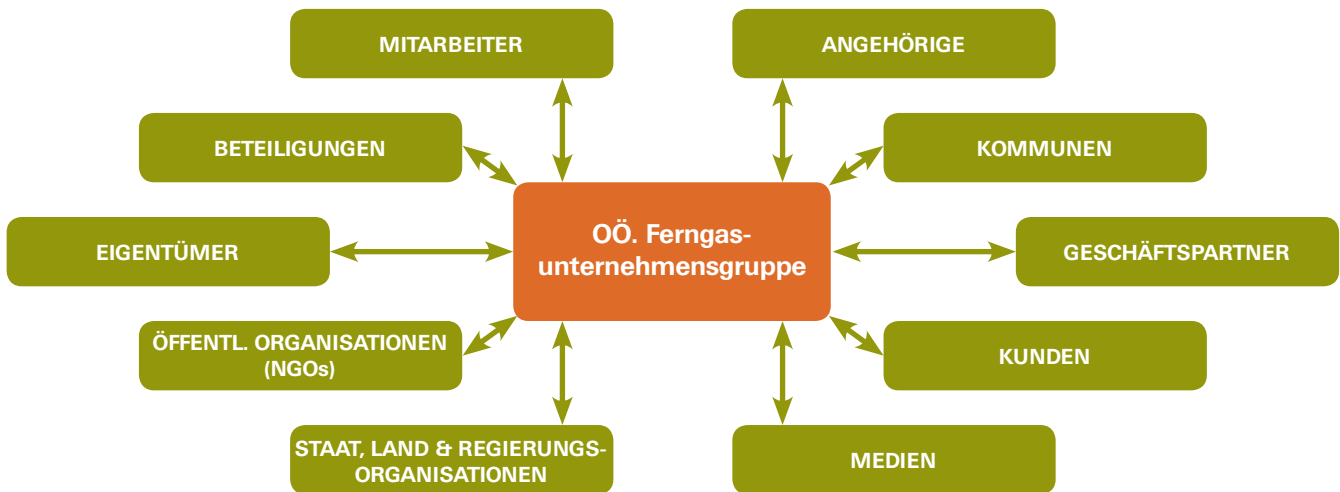 MITARBEITER
ANGEHÖRIGE
BETEILIGUNGEN
KOMMUNEN
EIGENTÜMER
OÖ. Ferngas-
unternehmensgruppe
GESCHÄFTSPARTNER
ÖFFENTL. ORGANISATIONEN
(NGOs)
KUNDEN
STAAT, LAND & REGIERUNGS-
ORGANISATIONEN
MEDIEN